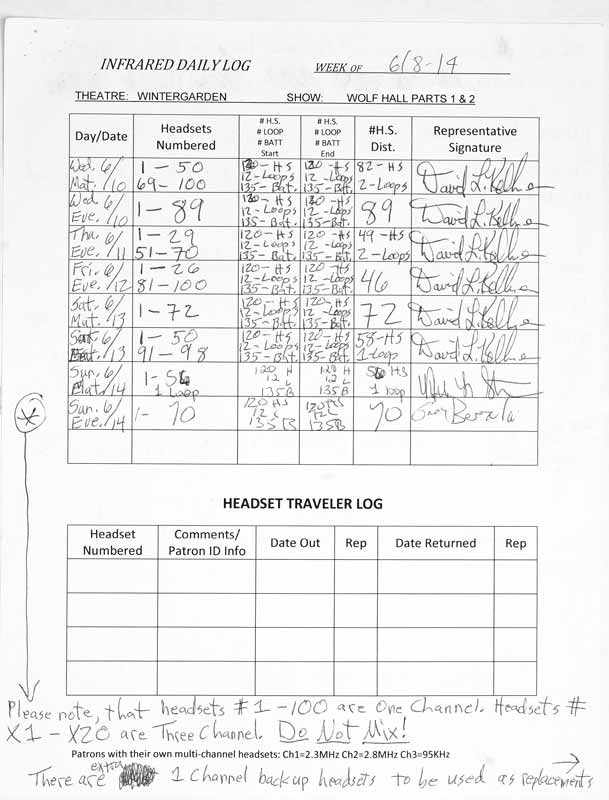 INFRARED DAILY LOG WEEK OF 6/8-14
THEATRE: WINTERGARDEN SHOW: WOLF HALL PARTS 1 & 2
Day/Date Headsets Numbered # H.S. # LOOP # BATT Start # H.S. # LOOP # BATT End #H.S. Dist. Representative Signature
Wed. 6/ 1 - 50 120 - HS 120 - HS 82 - HS David L. Kellner
Mat. /10 69 - 100 12 - Loops 135 - Bat. 12 - Loops 135 - Bat. 2 - Loops
Wed. 6/ Eve. /10 1 - 89 120 - HS 12 - Loops 135 - Bat. 120 - HS 12 - Loops 135 - Bat. 89 David L. Kellner
Thu. 6/ 1 - 29 120 - HS 120 - HS 49 - HS David L. Kellner
Eve. /11 51 - 70 12 - Loops 135 - Bat. 12 - Loops 135 - Bat. 2 - Loops
Fri. 6/ 1 - 26 120 - HS 120 - HS 46 David L. Kellner
Eve. /12 81 - 100 12 - Loops 135 - Bat. 12 - Loops 135 - Bat.
Sat. 6/ Mat. /13 1 - 72 120 - HS 12 - Loops 135 - Bat. 120 - HS 12 - Loops 135 - Bat. 72 David L. Kellner
Sat. 6/ 1 - 50 120 - HS 120 - HS 58 - HS David L. Kellner
Eve. /13 91 - 98 12 - Loops 135 - Bat. 12 - Loops 135 - Bat. 1 Loop
Sun. 6/ 1 - 56 120 H 120 H 56 HS
Mat. /14 1 loop 12 L 135 B 12 L 135 B 1 loop
Sun. 6/ Eve. /14 1 - 70 120 HS 12 L 135 B 120 HS 12 L 135 B 70
HEADSET TRAVELER LOG
Headset Numbered Comments/ Patron ID Info Date Out Rep Date Returned Rep
Please note, that headsets #1 - 100 are One Channel. Headsets #
X1 - X20 are Three Channel. Do Not Mix!
Patrons with their own multi-channel headsets: Ch1=2.3MHz Ch2=2.8MHz Ch3=95KHz
There are extra 1 Channel backup headsets to be used as replacements